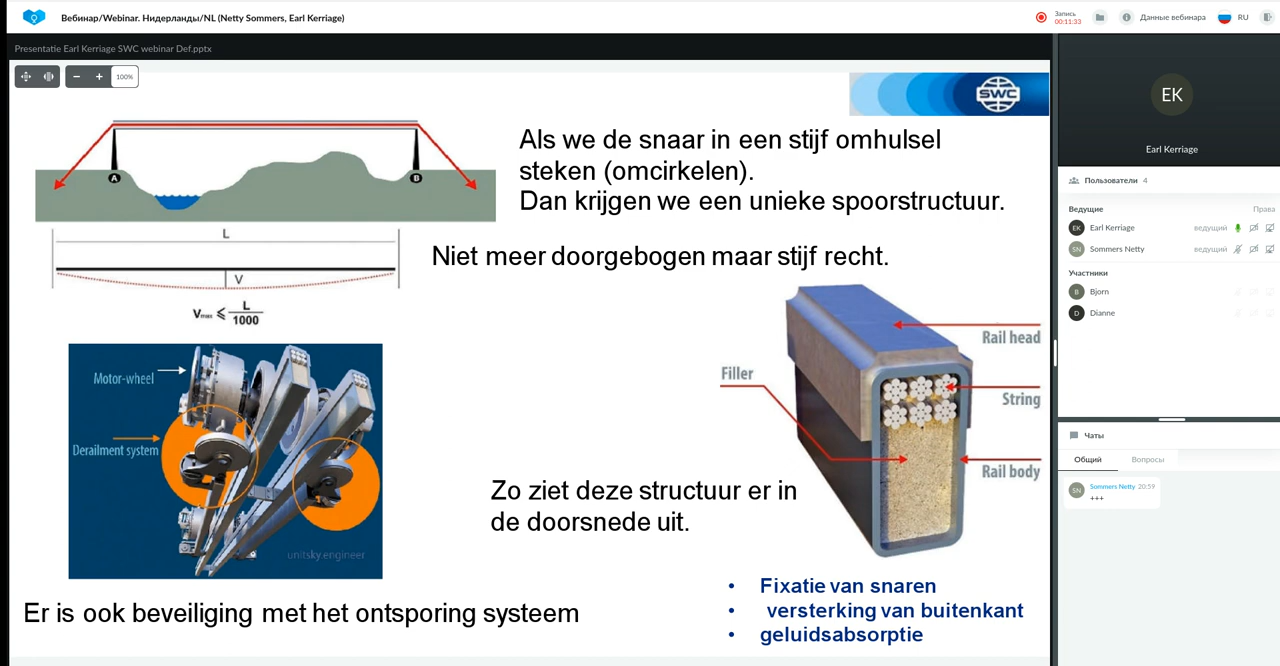 Вебинар/Webinar. Нидерланды/NL (Netty Sommers, Earl Kerriage)
Запись
00:11:33
Данные вебинара
RU
Presentatie Earl Kerriage SWC webinar Def.pptx
100%
SWC
EK
Earl Kerriage
A
B
Als we de snaar in een stijf omhulsel
steken (omcirkelen).
Dan krijgen we een unieke spoorstructuur.
L
V
Niet meer doorgebogen maar stijf recht.
Vmax ⩽ L
1000
Motor-wheel
Derailment system
unitsky.engineer
Rail head
Filler
String
Rail body
Zo ziet deze structuur er in
de doorsnede uit.
• Fixatie van snaren
• versterking van buitenkant
• geluidsabsorptie
Er is ook beveiliging met het ontsporing systeem
Пользователи 4
Ведущие Права
EK Earl Kerriage ведущий
SN Sommers Netty ведущий
Участники
B Bjorn
D Dianne
Чаты
Общий Вопросы
SN Sommers Netty 20:59
+++